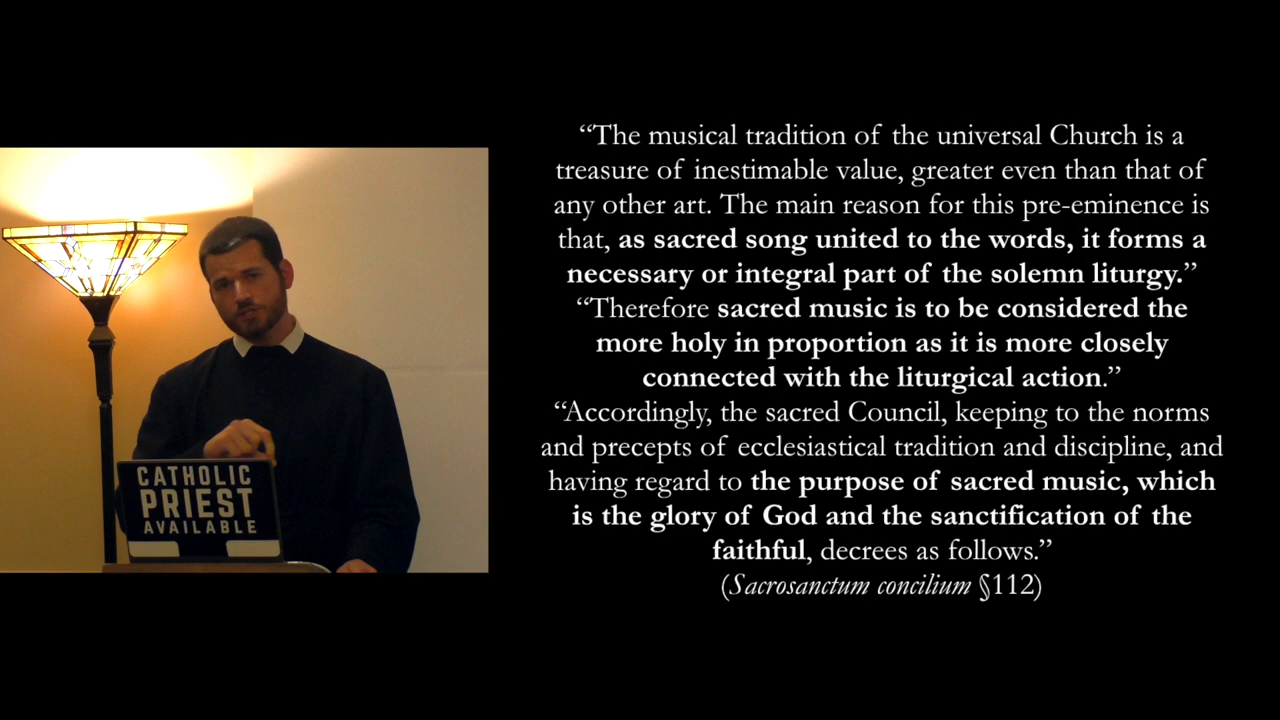 CATHOLIC
PRIEST
AVAILABLE
“The musical tradition of the universal Church is a
treasure of inestimable value, greater even than that of
any other art. The main reason for this pre-eminence is
that, as sacred song united to the words, it forms a
necessary or integral part of the solemn liturgy.”
“Therefore sacred music is to be considered the
more holy in proportion as it is more closely
connected with the liturgical action.”
“Accordingly, the sacred Council, keeping to the norms
and precepts of ecclesiastical tradition and discipline, and
having regard to the purpose of sacred music, which
is the glory of God and the sanctification of the
faithful, decrees as follows.”
(Sacrosanctum concilium §112)